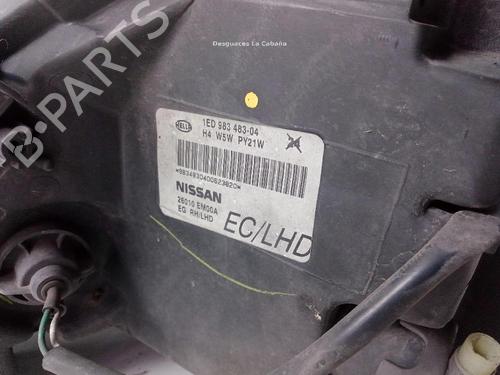 Desguaces La Cabaña
HELLA
1ED 983 483-04
H4 W5W PY21W
*9834830400623820*
NISSAN
26010 EM00A
EG RH/LHD
EC/LHD
B-PARTS